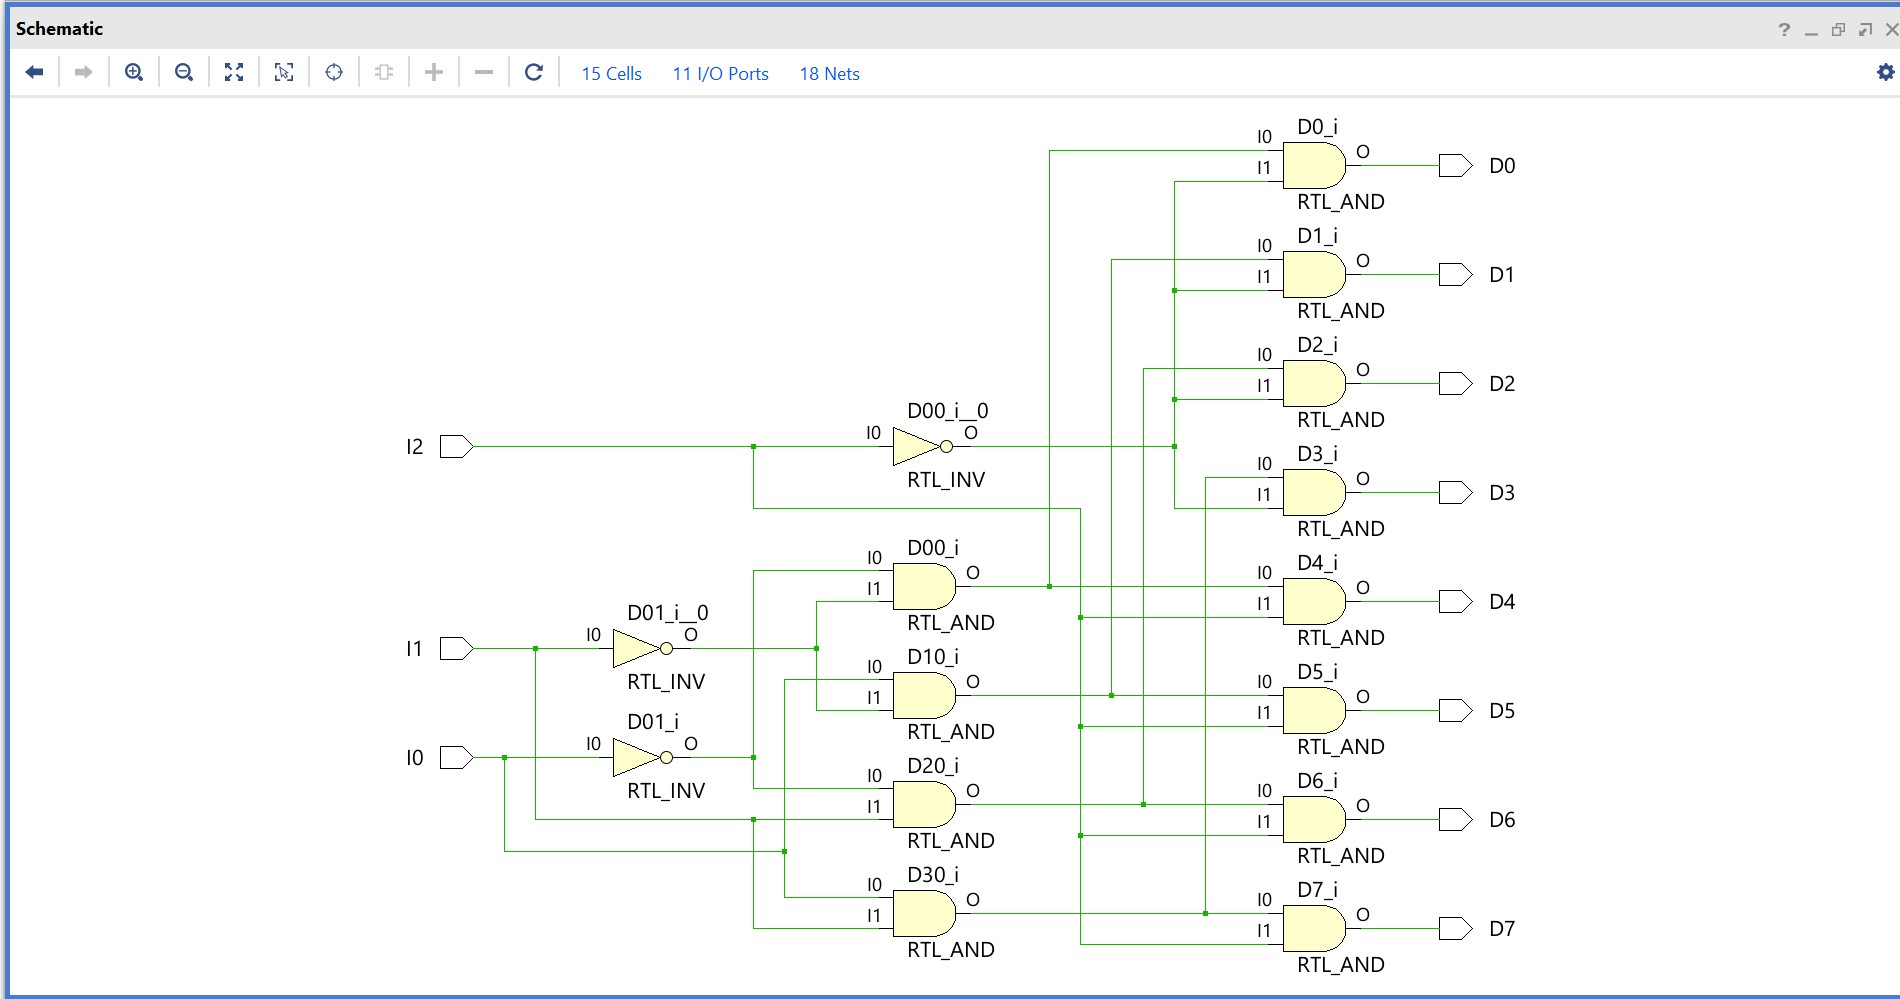 Schematic
15 Cells 11 I/O Ports 18 Nets
D0_i
I0 O
I1 D0
RTL_AND
D1_i
I0 O
I1 D1
RTL_AND
D2_i
I0 O
I1 D2
RTL_AND
D00_i__0
I2 I0 O
RTL_INV
D3_i
I0 O
I1 D3
RTL_AND
D00_i
I0 O
I1
RTL_AND
D4_i
I0 O
I1 D4
RTL_AND
D01_i__0
I1 I0 O
RTL_INV
D10_i
I0 O
I1
RTL_AND
D5_i
I0 O
I1 D5
RTL_AND
D01_i
I0 I0 O
RTL_INV
D20_i
I0 O
I1
RTL_AND
D6_i
I0 O
I1 D6
RTL_AND
D30_i
I0 O
I1
RTL_AND
D7_i
I0 O
I1 D7
RTL_AND